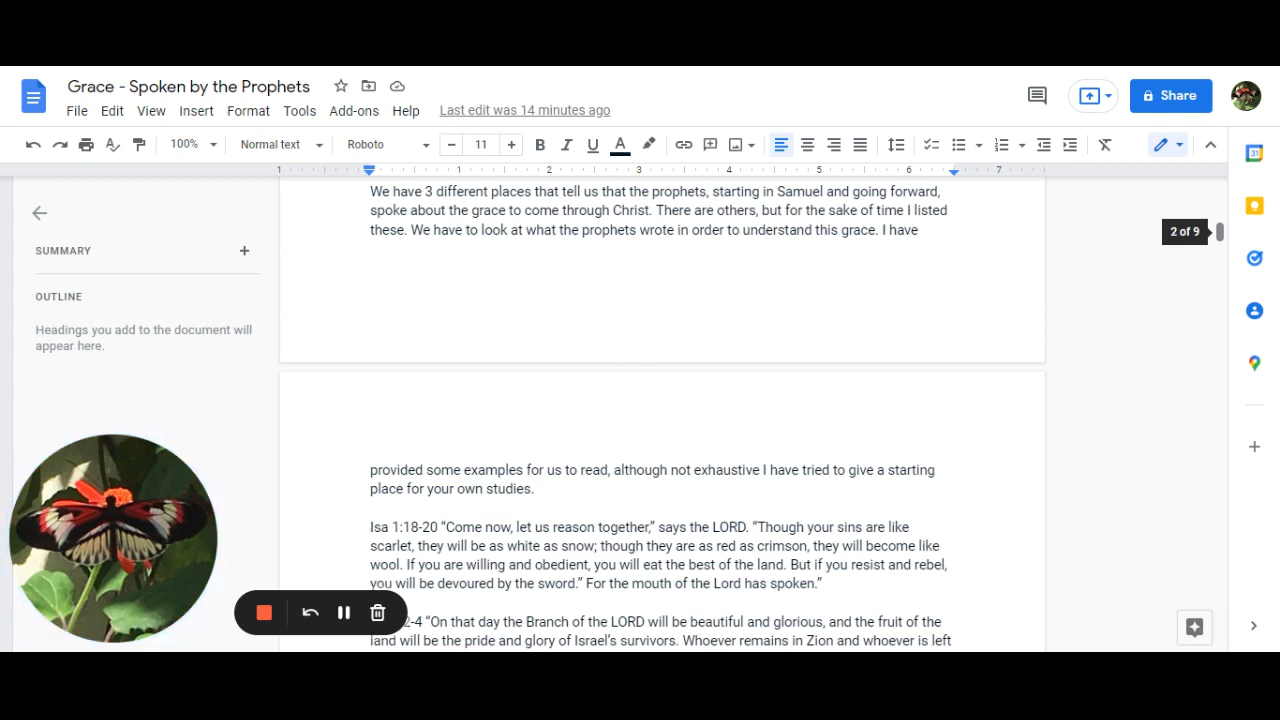 Grace - Spoken by the Prophets
File Edit View Insert Format Tools Add-ons Help Last edit was 14 minutes ago
Share
100% Normal text Roboto 11 B I U A
1 1 2 3 4 5 6 7
31
We have 3 different places that tell us that the prophets, starting in Samuel and going forward,
spoke about the grace to come through Christ. There are others, but for the sake of time I listed
these. We have to look at what the prophets wrote in order to understand this grace. I have
2 of 9
SUMMARY
OUTLINE
Headings you add to the document will
appear here.
provided some examples for us to read, although not exhaustive I have tried to give a starting
place for your own studies.
Isa 1:18-20 “Come now, let us reason together,” says the LORD. “Though your sins are like
scarlet, they will be as white as snow; though they are as red as crimson, they will become like
wool. If you are willing and obedient, you will eat the best of the land. But if you resist and rebel,
you will be devoured by the sword.” For the mouth of the Lord has spoken.”
2-4 “On that day the Branch of the LORD will be beautiful and glorious, and the fruit of the
land will be the pride and glory of Israel’s survivors. Whoever remains in Zion and whoever is left